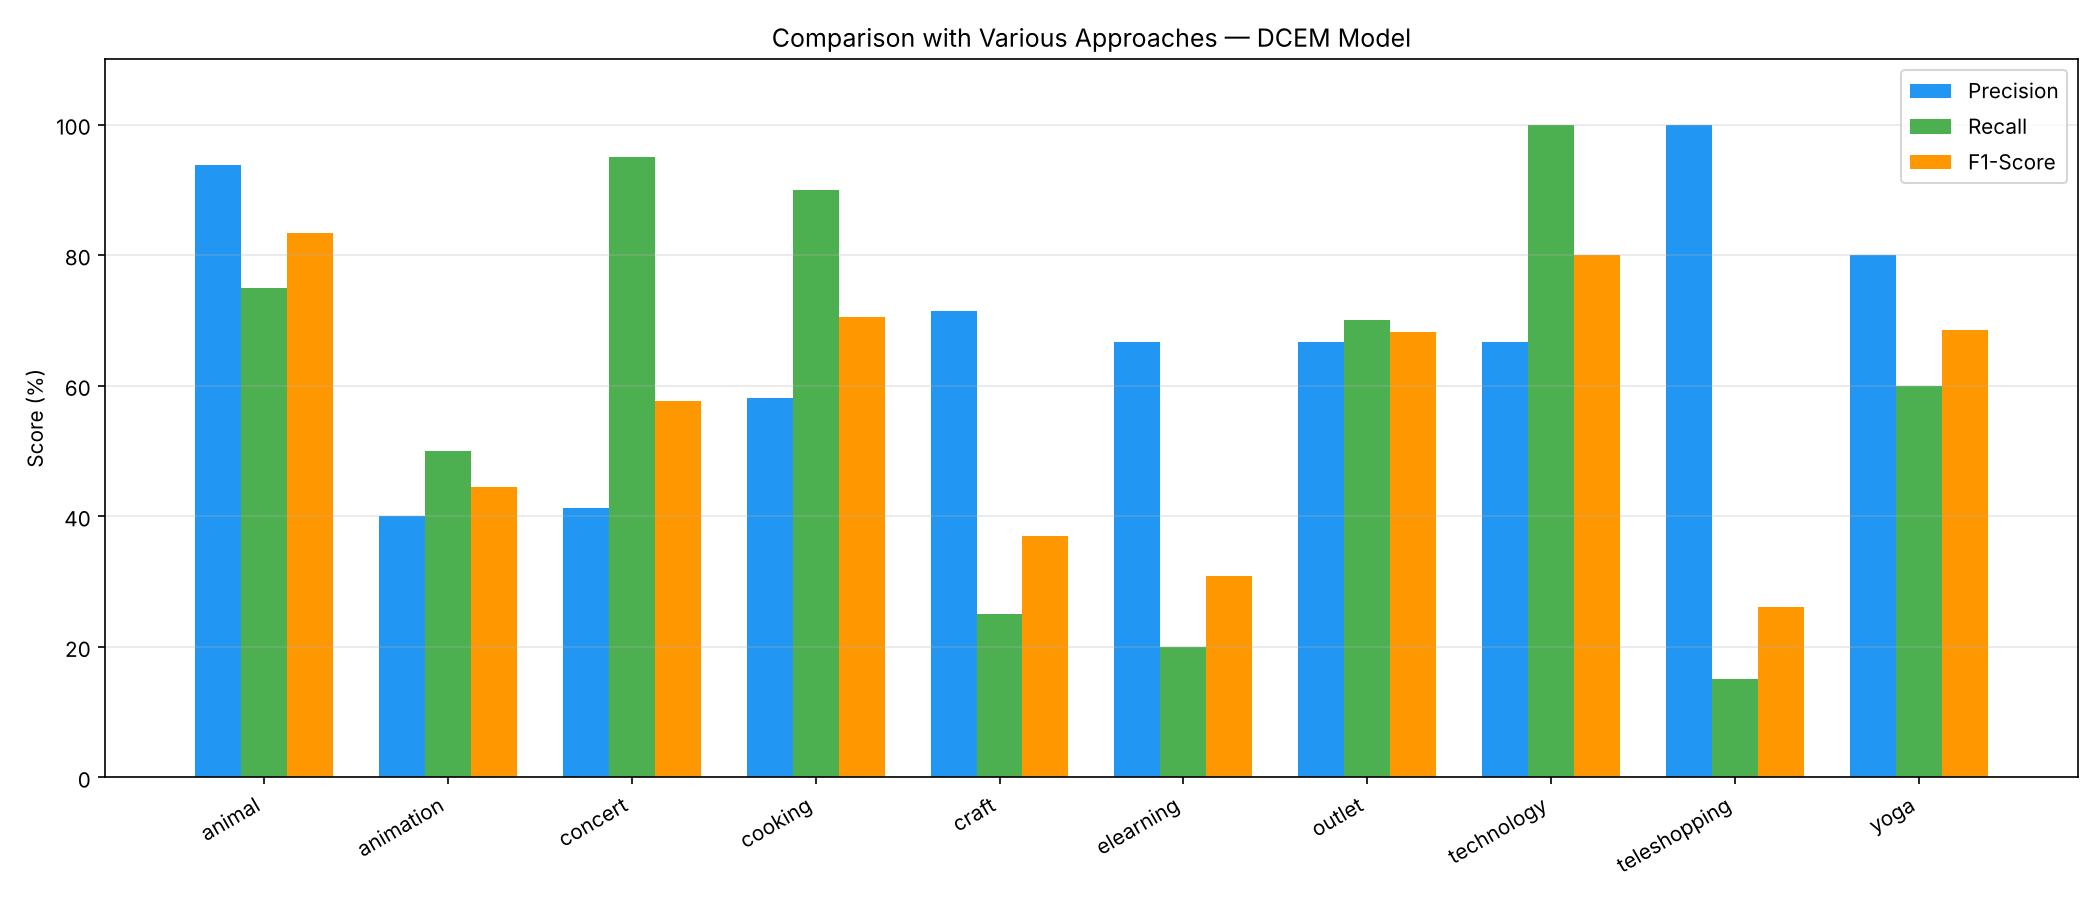 Comparison with Various Approaches — DCEM Model
Precision
Recall
F1-Score
Score (%)
100
80
60
40
20
0
animal
animation
concert
cooking
craft
elearning
outlet
technology
teleshopping
yoga